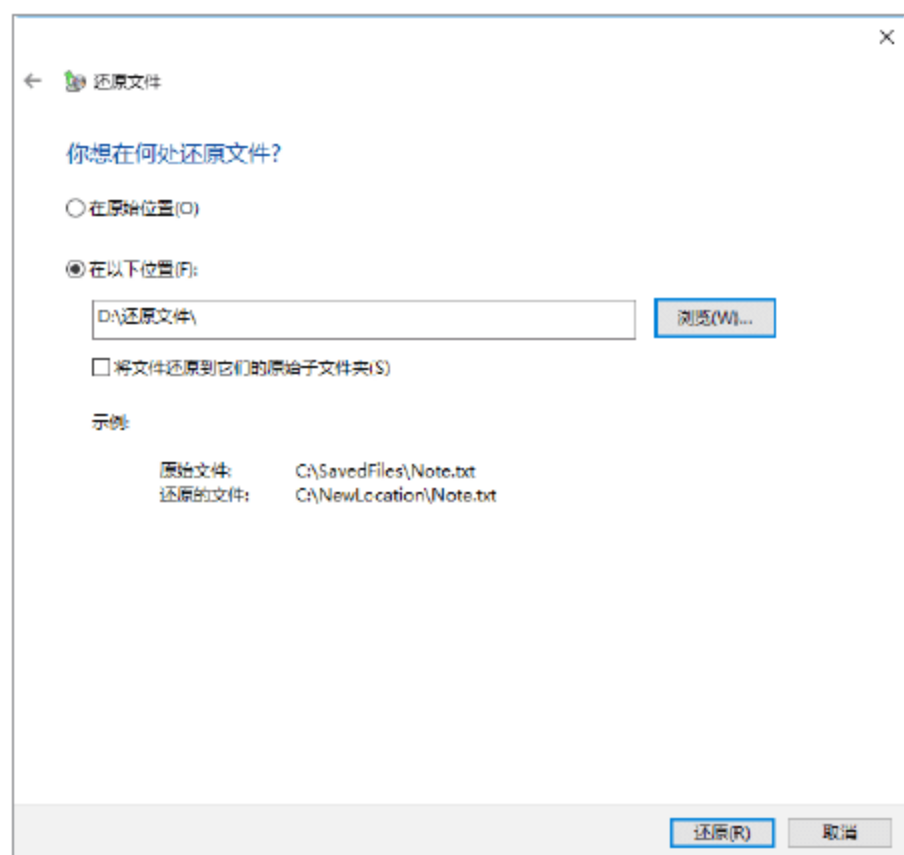 还原文件
你想在何处还原文件?
在原始位置(O)
在以下位置(F):
D:\还原文件\
浏览(W)...
将文件还原到它们的原始子文件夹(S)
示例:
原始文件: C:\SavedFiles\Note.txt
还原的文件: C:\NewLocation\Note.txt
还原(R) 取消